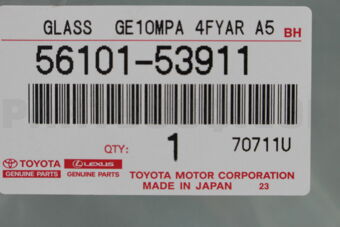 GLASS GE10MPA 4FYAR A5 BH
56101-53911
QTY: 1 70711U
TOYOTA LEXUS
GENUINE PARTS GENUINE PARTS
TOYOTA MOTOR CORPORATION
MADE IN JAPAN 23